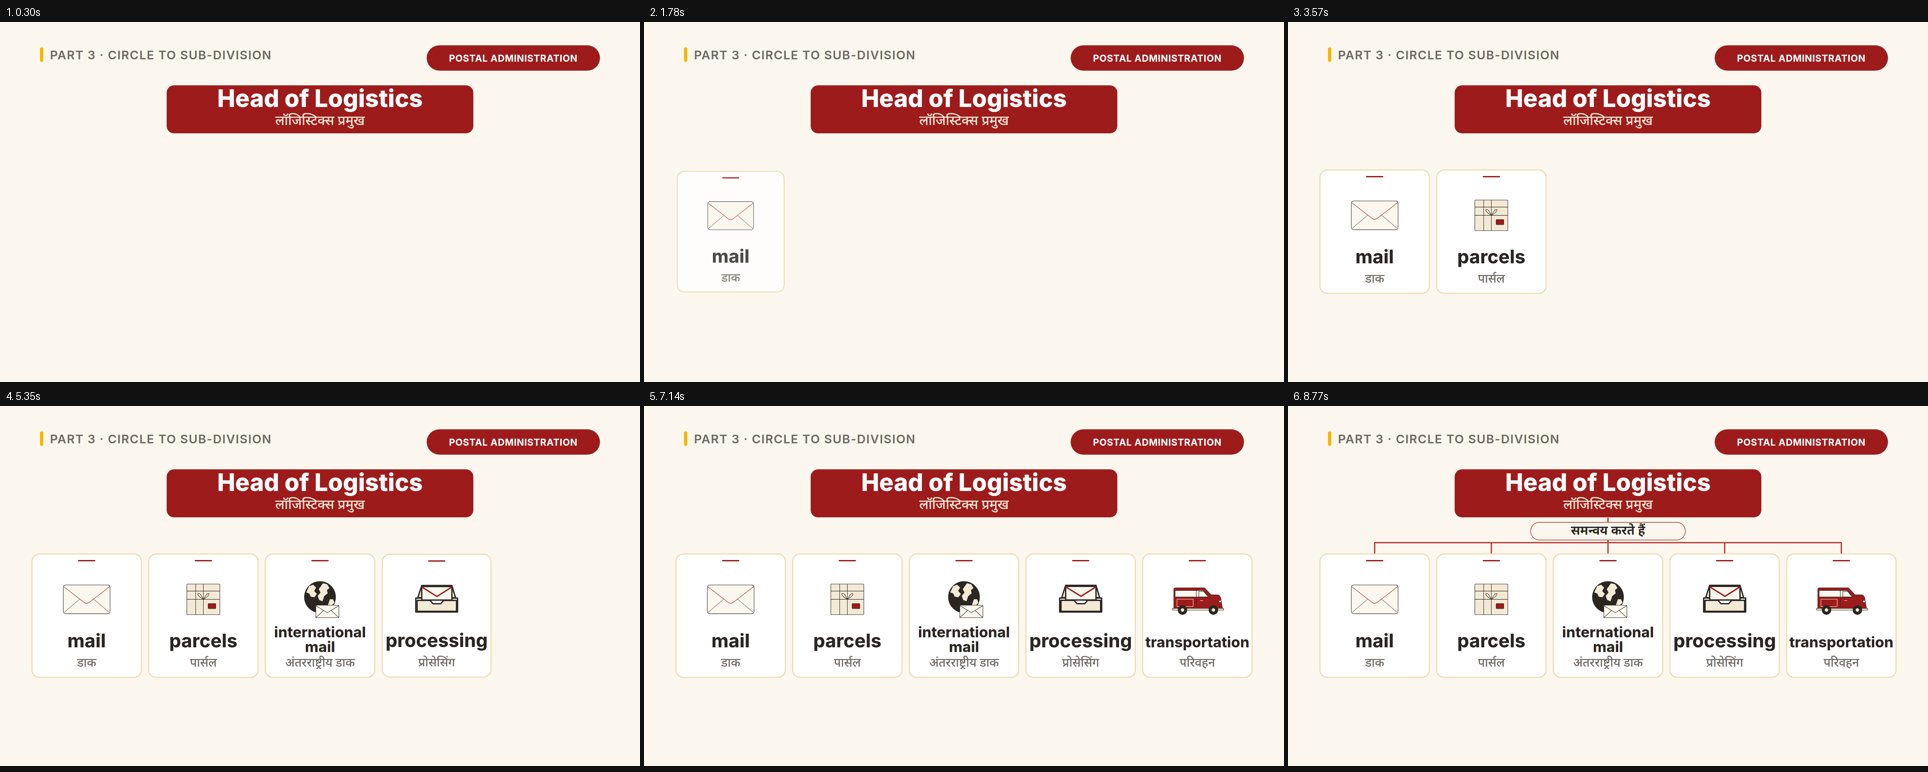 1. 0.30s
PART 3 · CIRCLE TO SUB-DIVISION
POSTAL ADMINISTRATION
Head of Logistics
लॉजिस्टिक्स प्रमुख
2. 1.78s
PART 3 · CIRCLE TO SUB-DIVISION
POSTAL ADMINISTRATION
Head of Logistics
लॉजिस्टिक्स प्रमुख
mail
डाक
3. 3.57s
PART 3 · CIRCLE TO SUB-DIVISION
POSTAL ADMINISTRATION
Head of Logistics
लॉजिस्टिक्स प्रमुख
mail
डाक
parcels
पार्सल
4. 5.35s
PART 3 · CIRCLE TO SUB-DIVISION
POSTAL ADMINISTRATION
Head of Logistics
लॉजिस्टिक्स प्रमुख
mail
डाक
parcels
पार्सल
international
mail
अंतरराष्ट्रीय डाक
processing
प्रोसेसिंग
5. 7.14s
PART 3 · CIRCLE TO SUB-DIVISION
POSTAL ADMINISTRATION
Head of Logistics
लॉजिस्टिक्स प्रमुख
mail
डाक
parcels
पार्सल
international
mail
अंतरराष्ट्रीय डाक
processing
प्रोसेसिंग
transportation
परिवहन
6. 8.77s
PART 3 · CIRCLE TO SUB-DIVISION
POSTAL ADMINISTRATION
Head of Logistics
लॉजिस्टिक्स प्रमुख
समन्वय करते हैं
mail
डाक
parcels
पार्सल
international
mail
अंतरराष्ट्रीय डाक
processing
प्रोसेसिंग
transportation
परिवहन